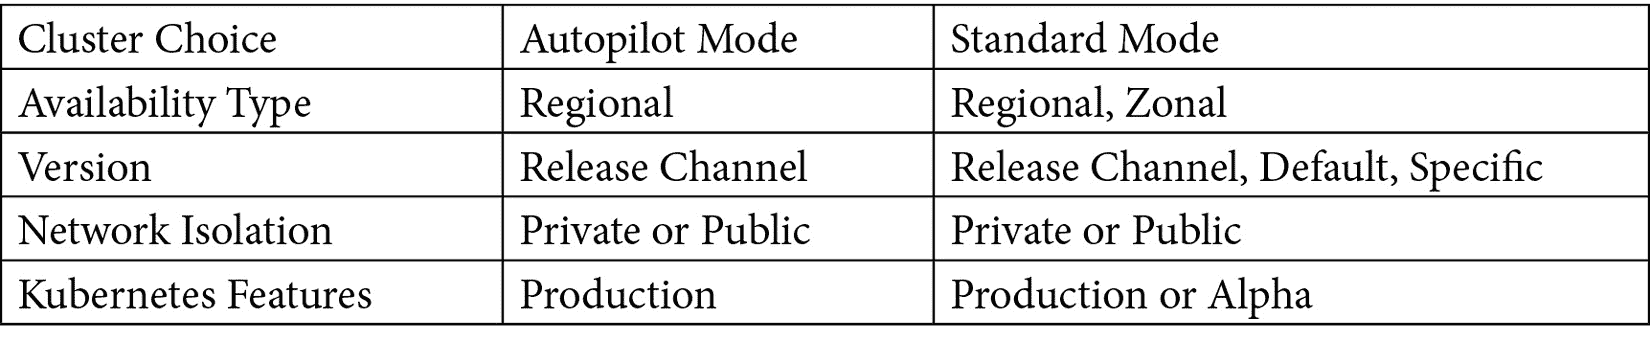 Cluster Choice Autopilot Mode Standard Mode
Availability Type Regional Regional, Zonal
Version Release Channel Release Channel, Default, Specific
Network Isolation Private or Public Private or Public
Kubernetes Features Production Production or Alpha